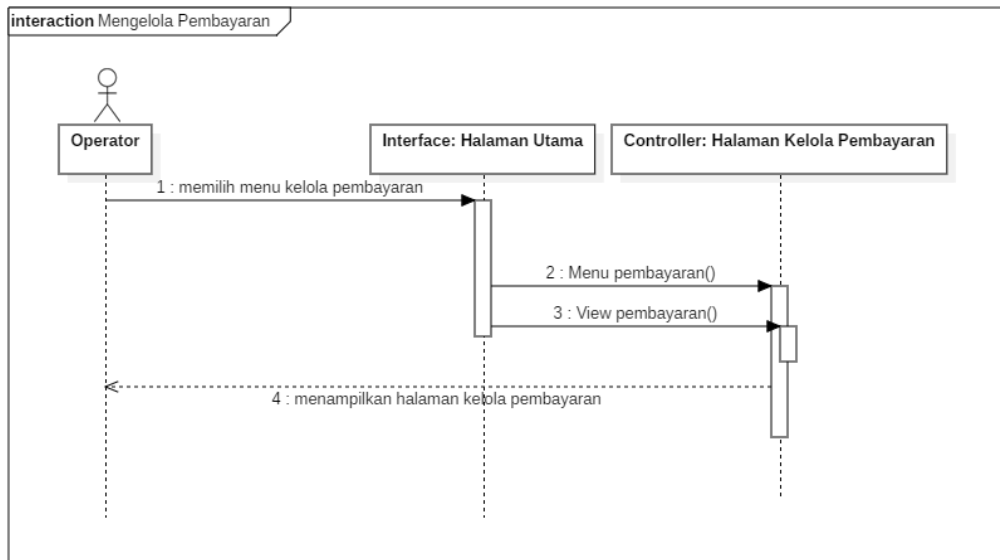 interaction Mengelola Pembayaran
Operator
Interface: Halaman Utama
Controller: Halaman Kelola Pembayaran
1 : memilih menu kelola pembayaran
2 : Menu pembayaran()
3 : View pembayaran()
4 : menampilkan halaman kelola pembayaran